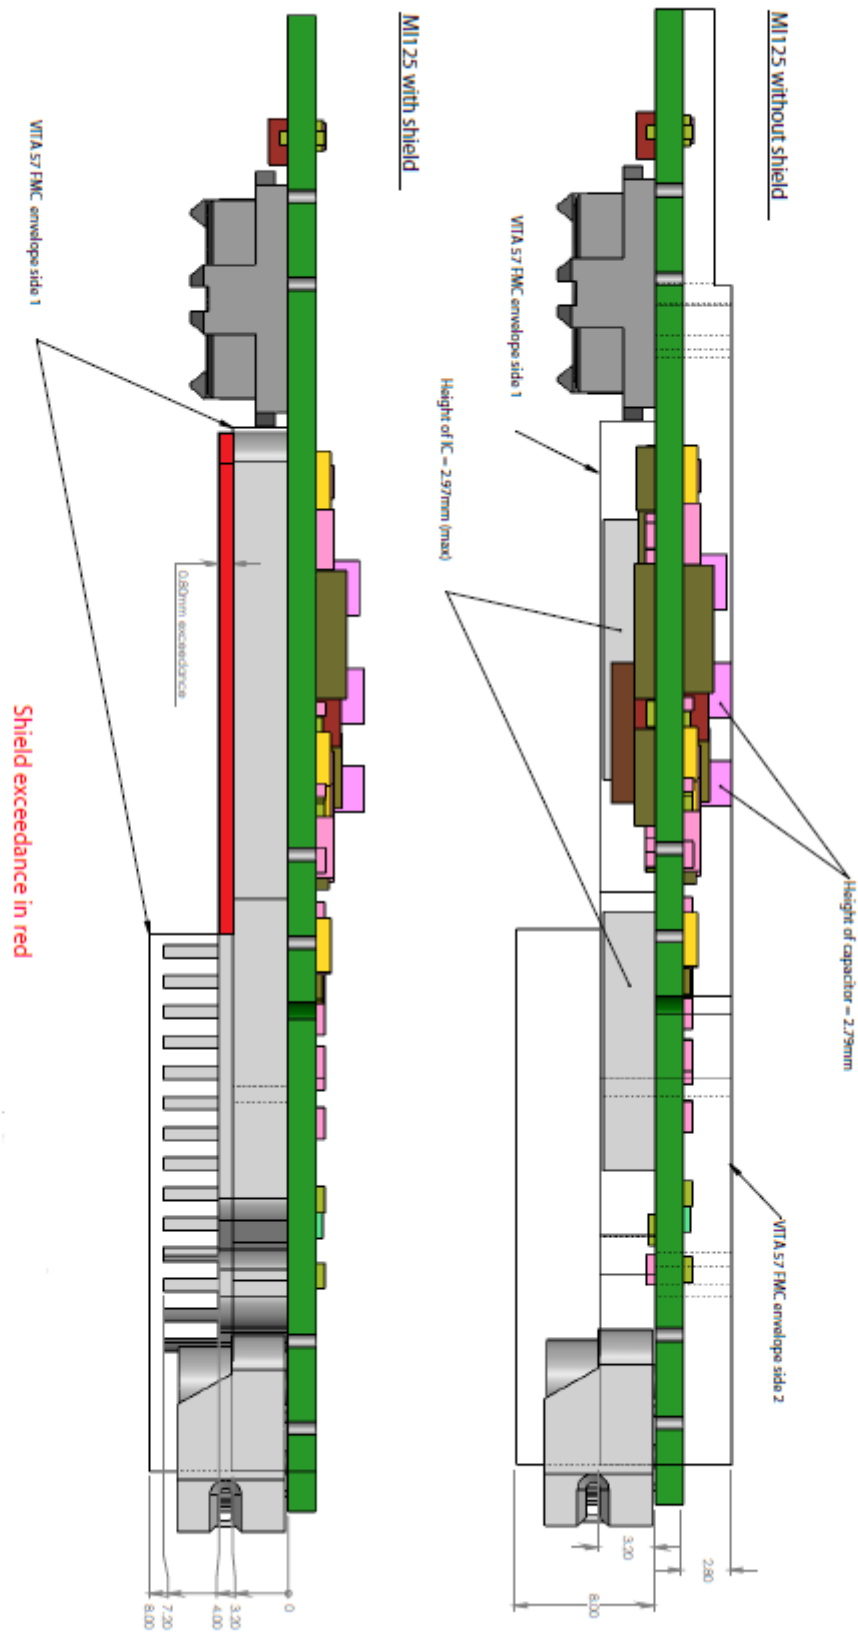 MI125 without shield
VITA 57 FMC envelope side 1
Height of IC = 2.97mm (max)
Height of capacitor = 2.79mm
VITA 57 FMC envelope side 2
3.20
2.80
8.00
MI125 with shield
VITA 57 FMC envelope side 1
0.80mm exceedance
Shield exceedance in red
0
3.20
4.00
7.20
8.00